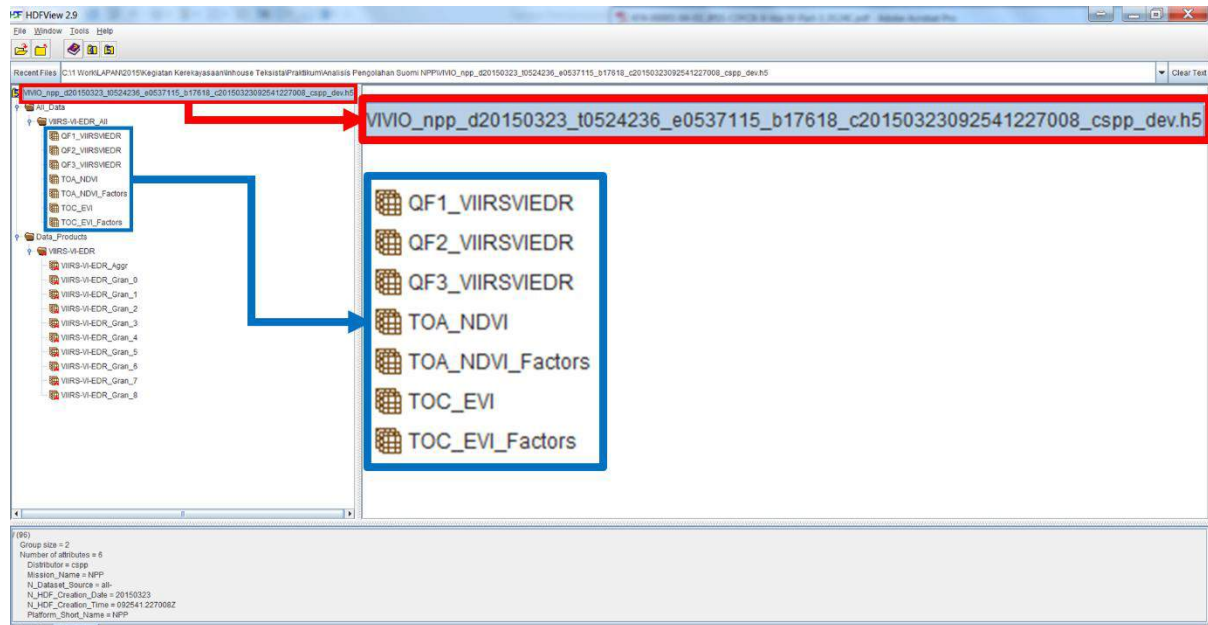 HDFView 2.9
File Window Tools Help
Recent Files C:\1 Work\LAPAN\2015\Kegiatan Kerekayasaan\Inhouse Teksista\Praktikum\Analisis Pengolahan Suomi NPP\VIVIO_npp_d20150323_t0524236_e0537115_b17618_c20150323092541227008_cspp_dev.h5 Clear Text
VIVIO_npp_d20150323_t0524236_e0537115_b17618_c20150323092541227008_cspp_dev.h5
All_Data
VIIRS-VI-EDR_All
QF1_VIIRSVIEDR
QF2_VIIRSVIEDR
QF3_VIIRSVIEDR
TOA_NDVI
TOA_NDVI_Factors
TOC_EVI
TOC_EVI_Factors
Data_Products
VIIRS-VI-EDR
VIIRS-VI-EDR_Aggr
VIIRS-VI-EDR_Gran_0
VIIRS-VI-EDR_Gran_1
VIIRS-VI-EDR_Gran_2
VIIRS-VI-EDR_Gran_3
VIIRS-VI-EDR_Gran_4
VIIRS-VI-EDR_Gran_5
VIIRS-VI-EDR_Gran_6
VIIRS-VI-EDR_Gran_7
VIIRS-VI-EDR_Gran_8
VIVIO_npp_d20150323_t0524236_e0537115_b17618_c20150323092541227008_cspp_dev.h5
QF1_VIIRSVIEDR
QF2_VIIRSVIEDR
QF3_VIIRSVIEDR
TOA_NDVI
TOA_NDVI_Factors
TOC_EVI
TOC_EVI_Factors
/ (96)
Group size = 2
Number of attributes = 6
Distributor = cspp
Mission_Name = NPP
N_Dataset_Source = all-
N_HDF_Creation_Date = 20150323
N_HDF_Creation_Time = 092541.227008Z
Platform_Short_Name = NPP